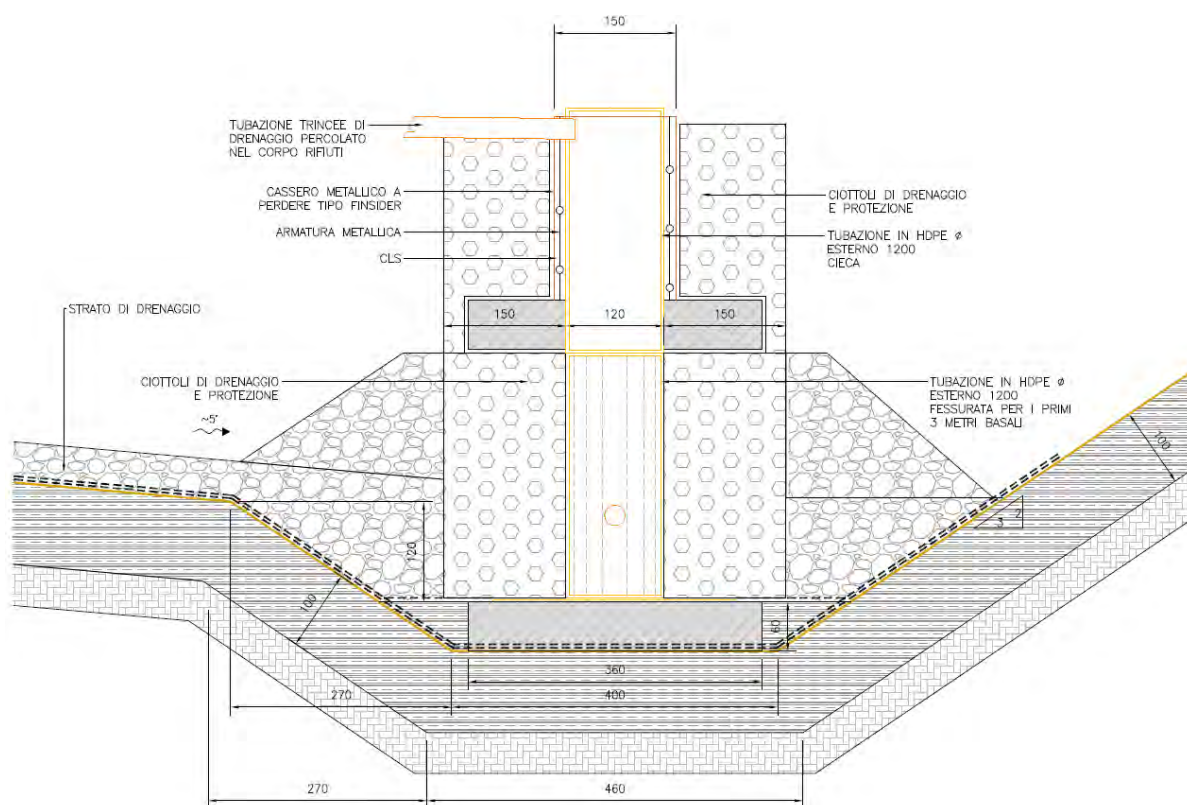 150
TUBAZIONE TRINCEE DI
DRENAGGIO PERCOLATO
NEL CORPO RIFIUTI
CASSERO METALLICO A
PERDERE TIPO FINSIDER
ARMATURA METALLICA
CLS
CIOTTOLI DI DRENAGGIO
E PROTEZIONE
TUBAZIONE IN HDPE Ø
ESTERNO 1200
CIECA
STRATO DI DRENAGGIO
150
120
150
CIOTTOLI DI DRENAGGIO
E PROTEZIONE
~5°
TUBAZIONE IN HDPE Ø
ESTERNO 1200
FESSURATA PER I PRIMI
3 METRI BASALI
100
2
3
120
100
60
360
270
400
270
460